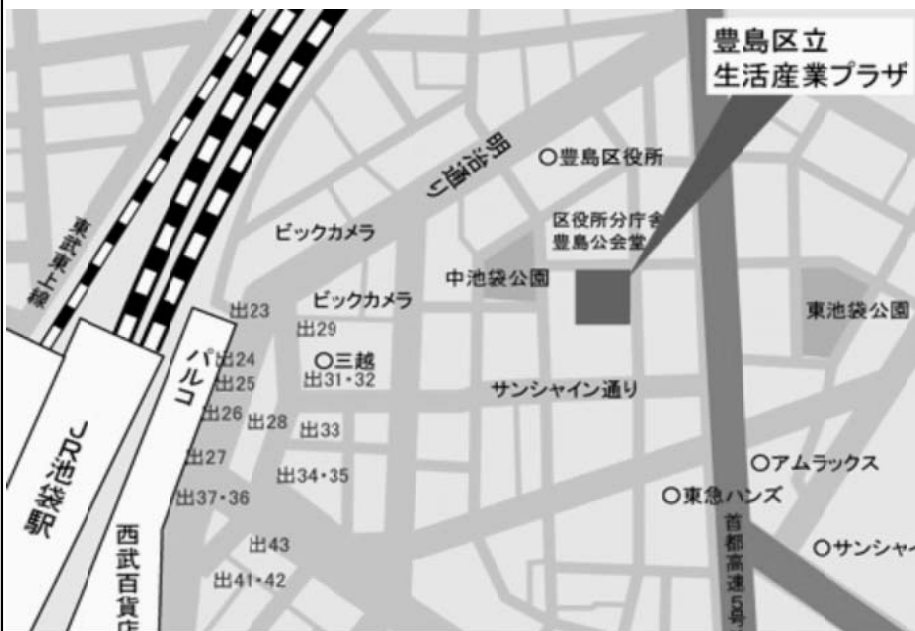 豊島区立
生活産業プラザ
明治通り
豊島区役所
区役所分庁舎
豊島公会堂
ビックカメラ
東武東上線
中池袋公園
ビックカメラ
東池袋公園
出23
出29
パルコ
出24
三越
出25
出31・32
サンシャイン通り
出26
出28
出33
JR池袋駅
出27
出34・35
アムラックス
出37・36
東急ハンズ
西武百貨店
首都高速5号
出43
サンシャイ
出41・42